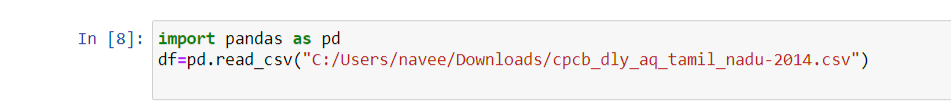 In [8]: import pandas as pd
df=pd.read_csv("C:/Users/navee/Downloads/cpcb_dly_aq_tamil_nadu-2014.csv")